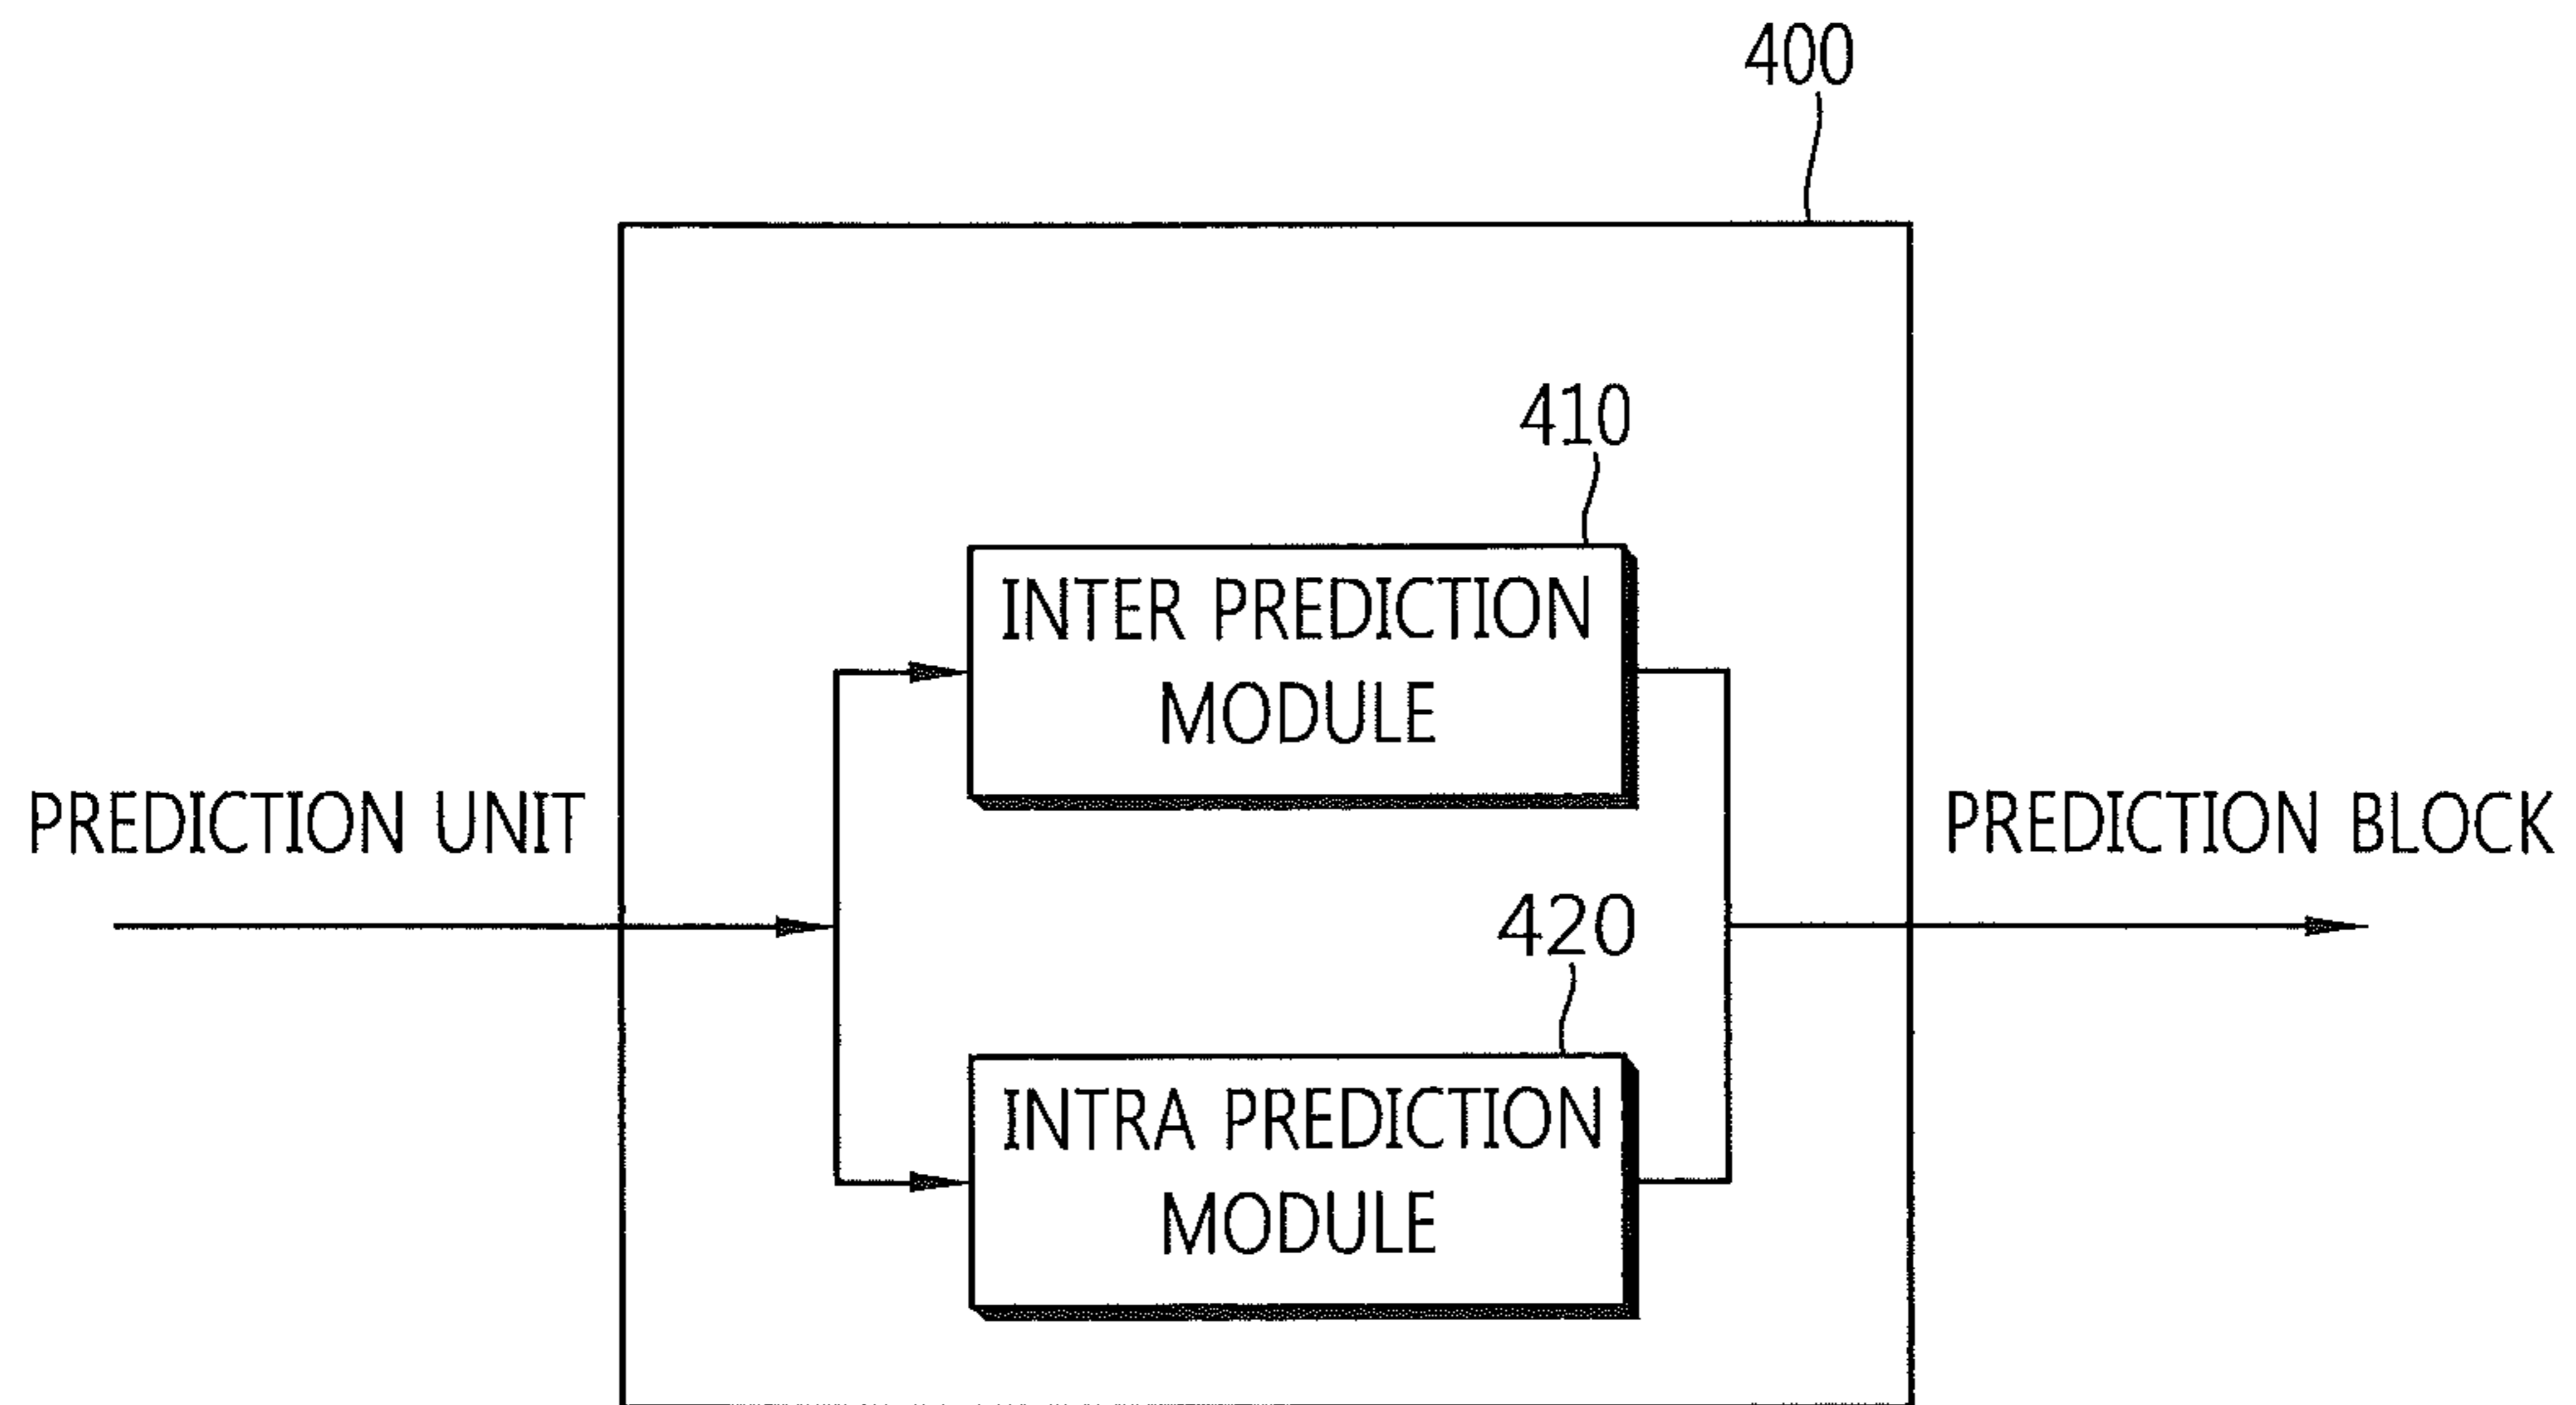 400
410
INTER PREDICTION
MODULE
PREDICTION UNIT
PREDICTION BLOCK
420
INTRA PREDICTION
MODULE